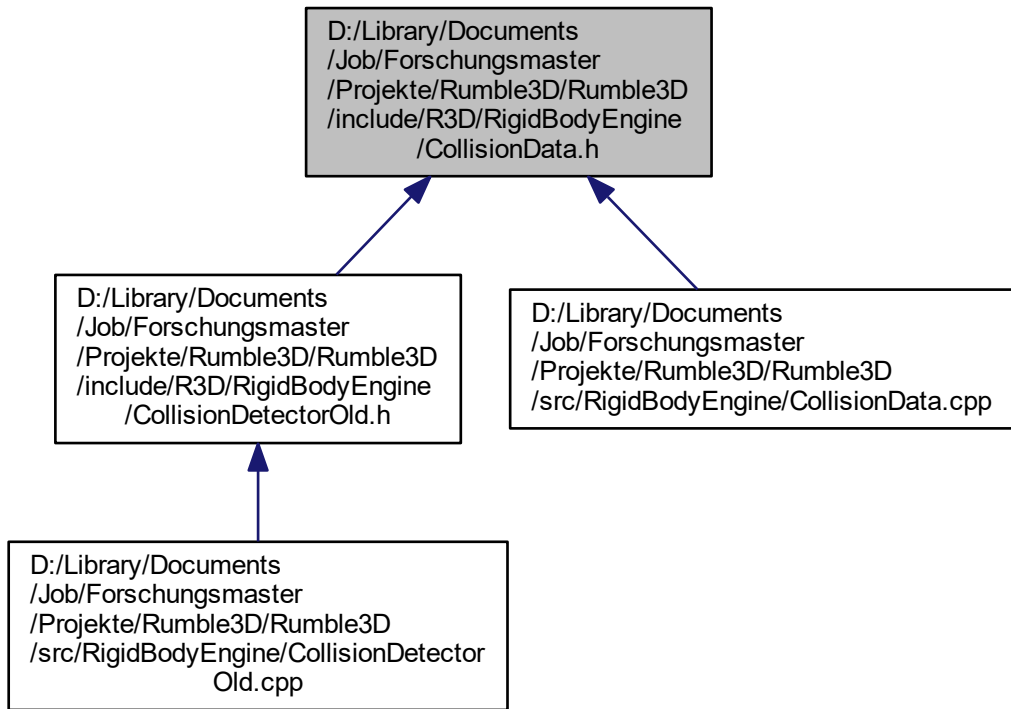 D:/Library/Documents
/Job/Forschungsmaster
/Projekte/Rumble3D/Rumble3D
/include/R3D/RigidBodyEngine
/CollisionData.h
D:/Library/Documents
/Job/Forschungsmaster
/Projekte/Rumble3D/Rumble3D
/include/R3D/RigidBodyEngine
/CollisionDetectorOld.h
D:/Library/Documents
/Job/Forschungsmaster
/Projekte/Rumble3D/Rumble3D
/src/RigidBodyEngine/CollisionData.cpp
D:/Library/Documents
/Job/Forschungsmaster
/Projekte/Rumble3D/Rumble3D
/src/RigidBodyEngine/CollisionDetector
Old.cpp